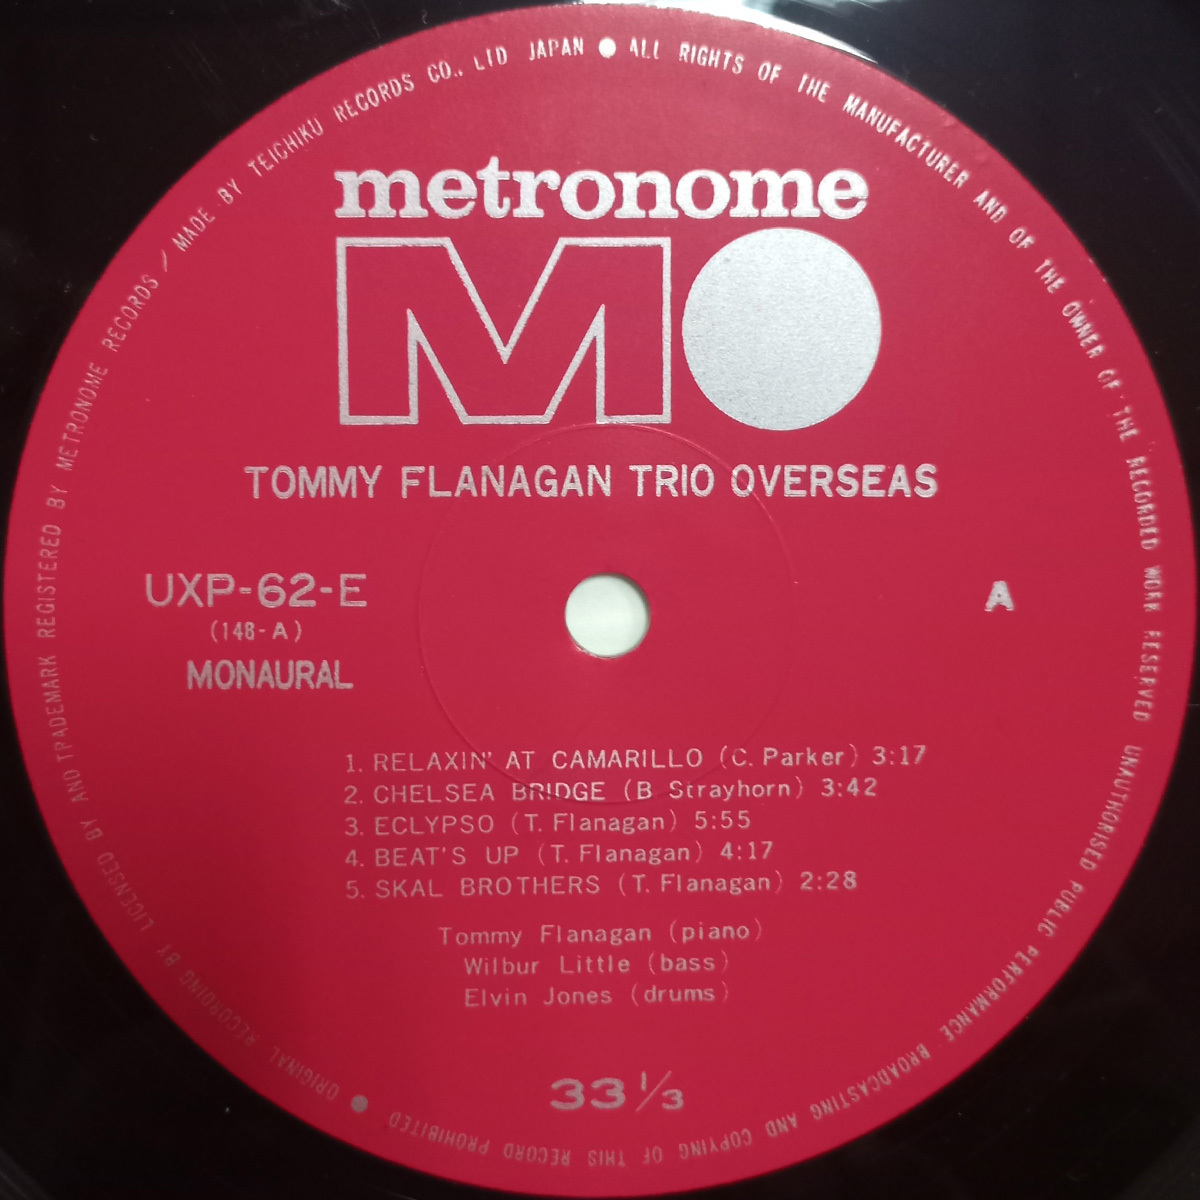 metronome
MO
TOMMY FLANAGAN TRIO OVERSEAS
UXP-62-E
(148-A)
MONAURAL
A
1. RELAXIN' AT CAMARILLO (C. Parker) 3:17
2. CHELSEA BRIDGE (B Strayhorn) 3:42
3. ECLYPSO (T. Flanagan) 5:55
4. BEAT'S UP (T. Flanagan) 4:17
5. SKAL BROTHERS (T. Flanagan) 2:28
Tommy Flanagan (piano)
Wilbur Little (bass)
Elvin Jones (drums)
33 1/3
● ORIGINAL RECORDING BY LICENSED BY AND TRADEMARK REGISTERED BY METRONOME RECORDS / MADE BY TEICHIKU RECORDS CO., LTD JAPAN ● ALL RIGHTS OF THE MANUFACTURER AND OF THE OWNER OF THE RECORDED WORK RESERVED UNAUTHORISED PUBLIC PERFORMANCE BROADCASTING AND COPYING OF THIS RECORD PROHIBITED